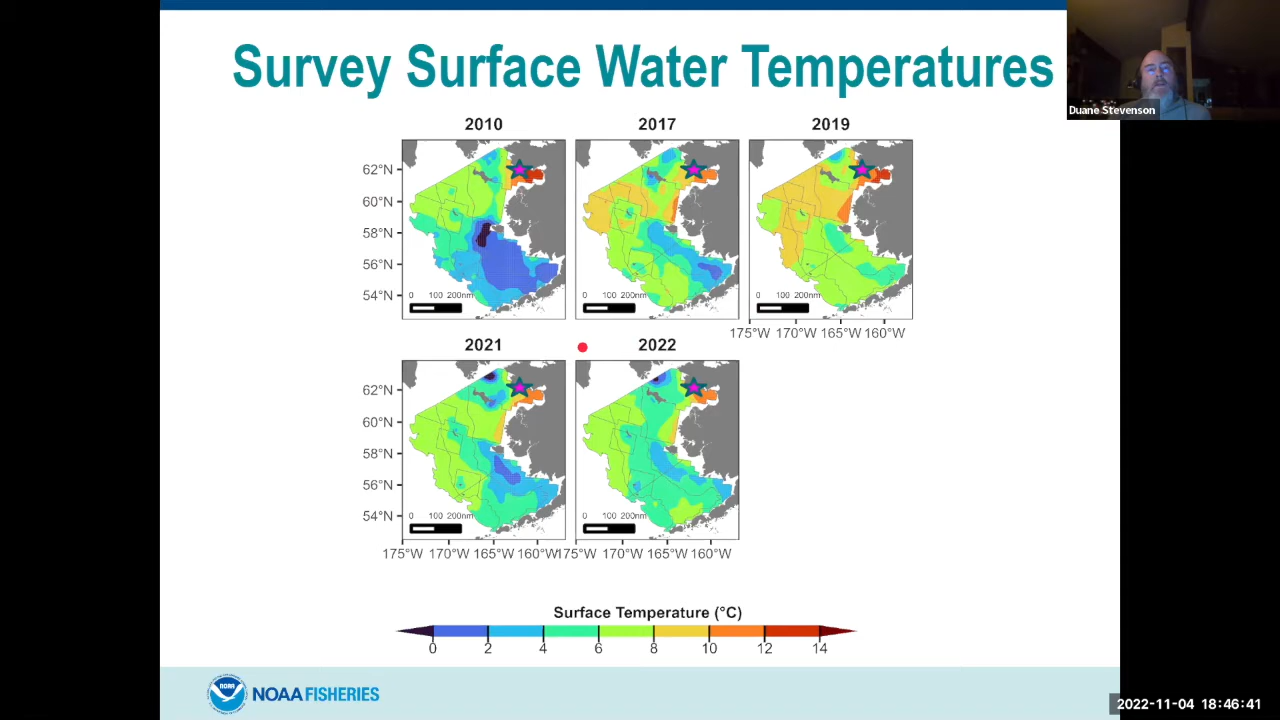 Survey Surface Water Temperatures
Duane Stevenson
2010 2017 2019
62°N
60°N
58°N
56°N
54°N
0 100 200nm 0 100 200nm 0 100 200nm
175°W 170°W 165°W 160°W
2021 2022
62°N
60°N
58°N
56°N
54°N
0 100 200nm 0 100 200nm
175°W 170°W 165°W 160°W 175°W 170°W 165°W 160°W
Surface Temperature (°C)
0 2 4 6 8 10 12 14
NOAA NOAA FISHERIES
2022-11-04 18:46:41